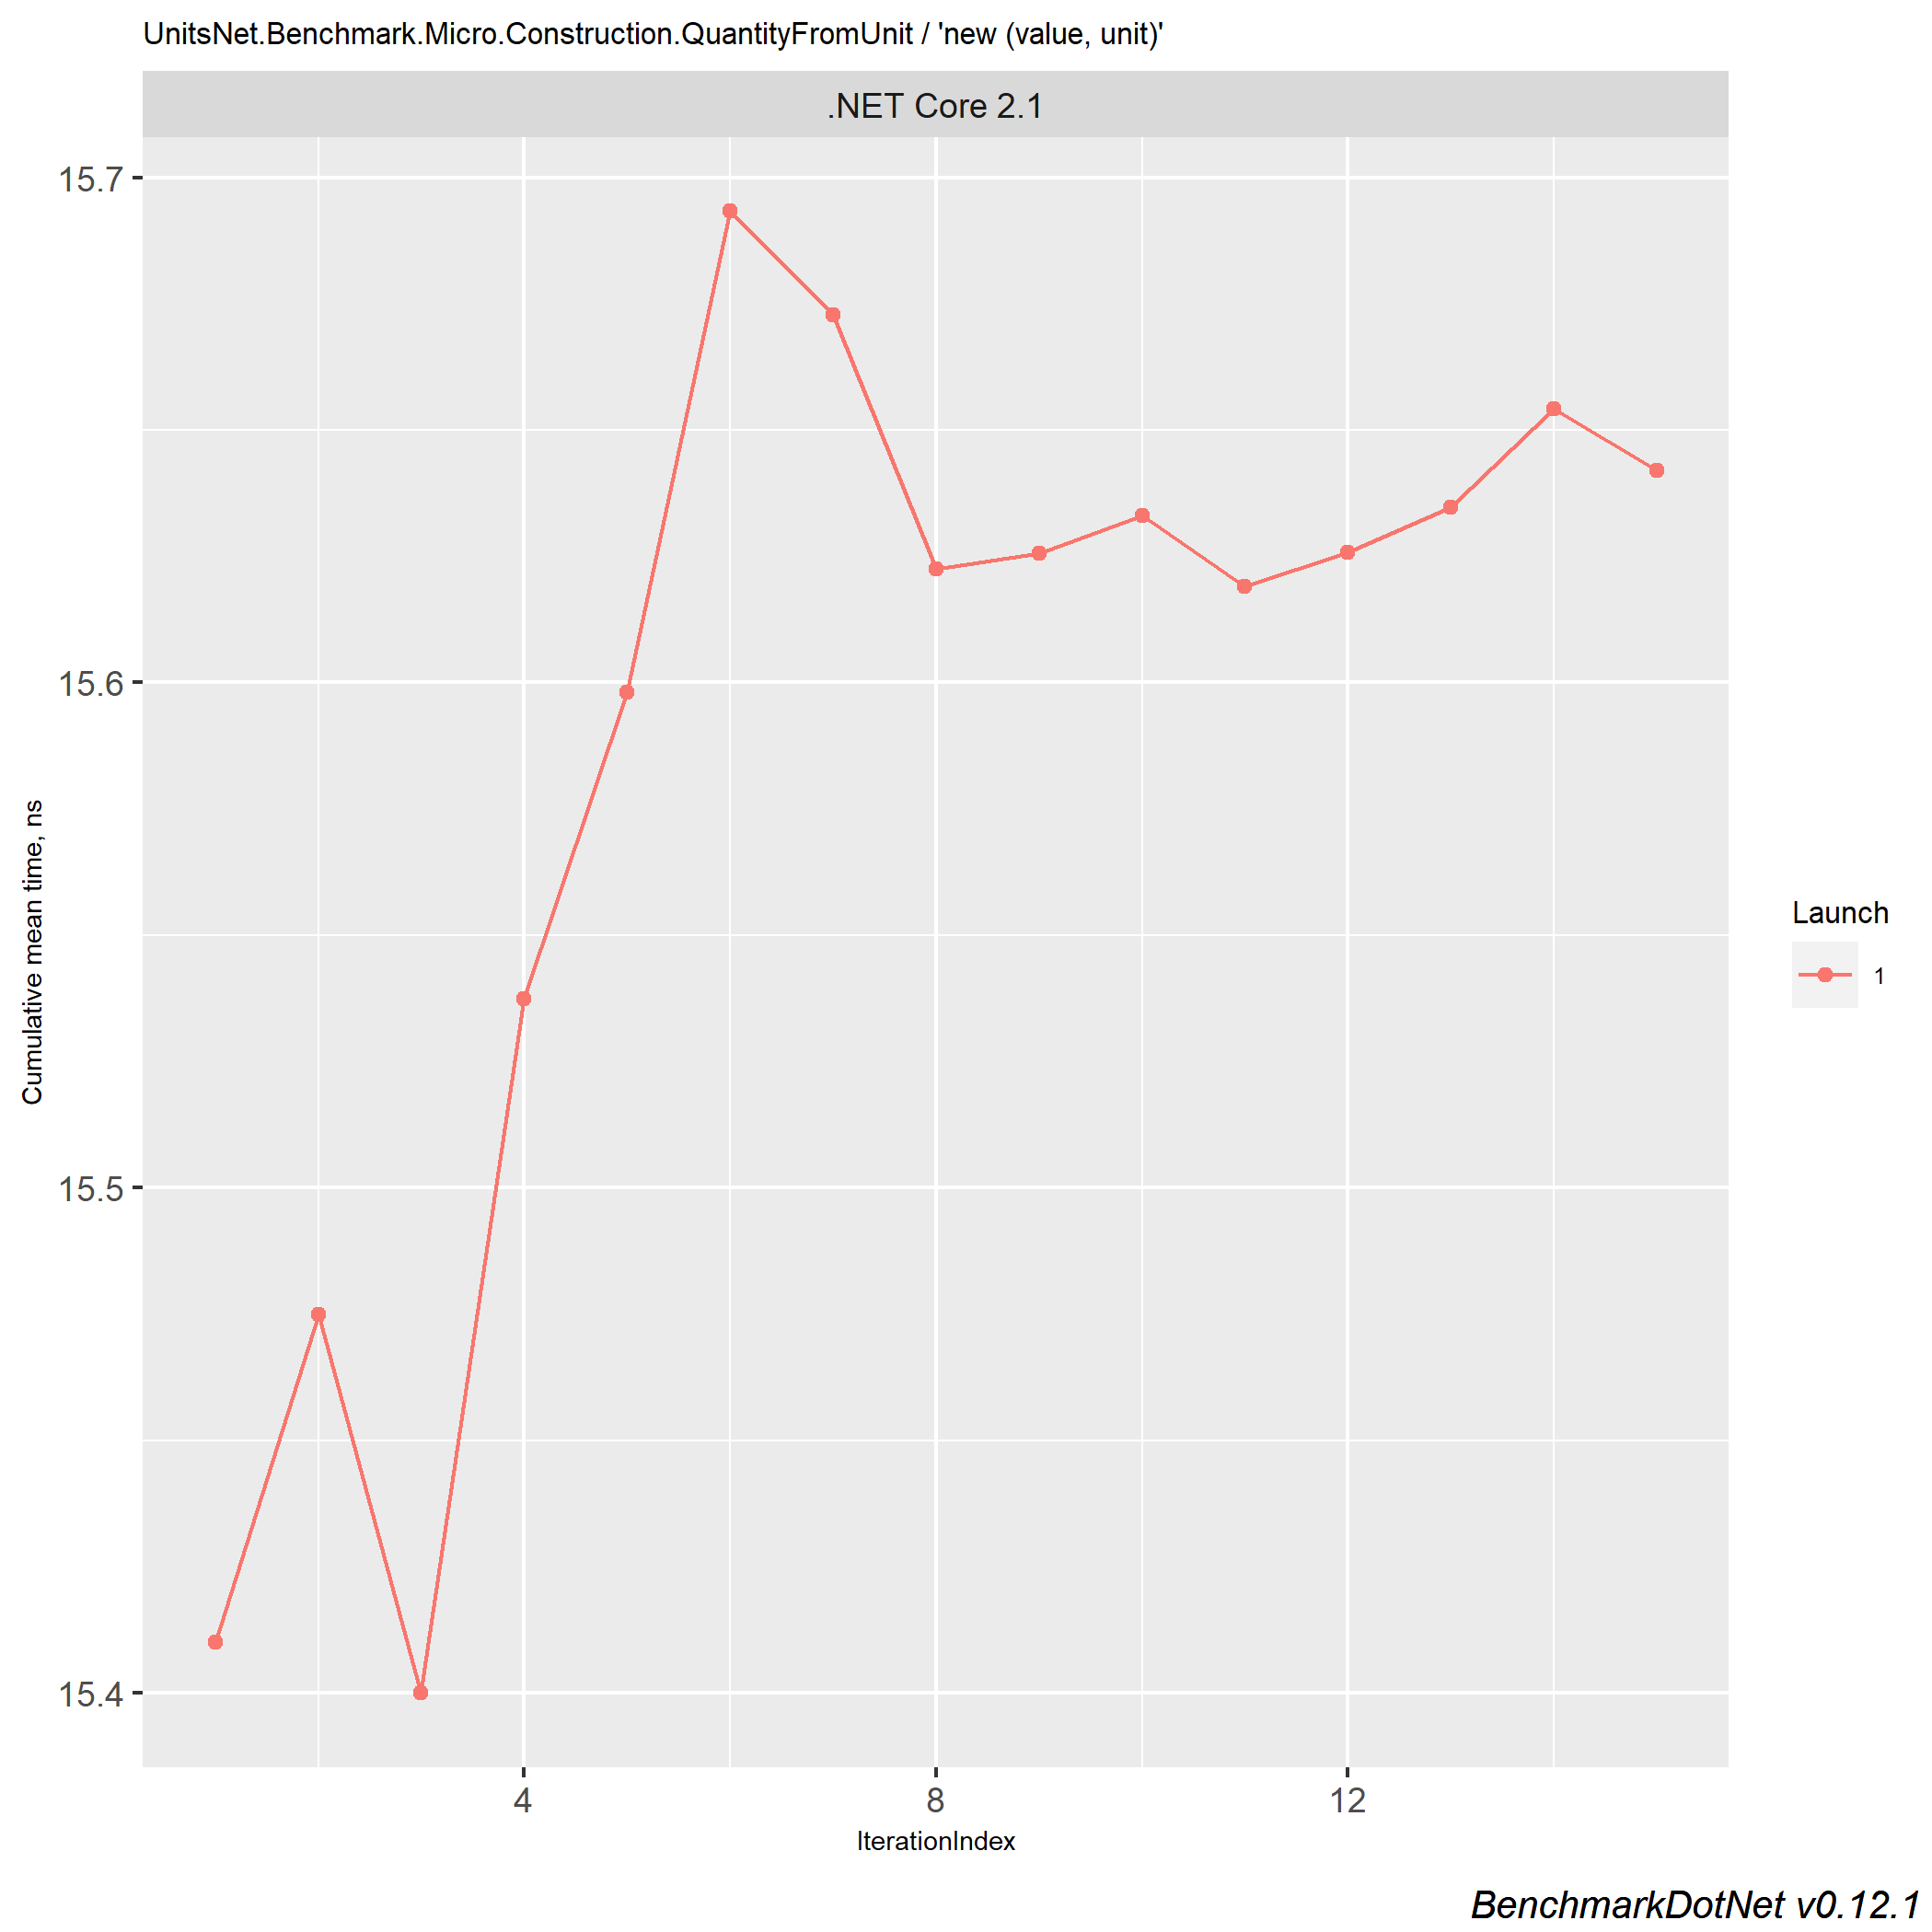 UnitsNet.Benchmark.Micro.Construction.QuantityFromUnit / 'new (value, unit)'
.NET Core 2.1
15.7
15.6
15.5
15.4
Cumulative mean time, ns
4
8
12
IterationIndex
Launch
1
BenchmarkDotNet v0.12.1